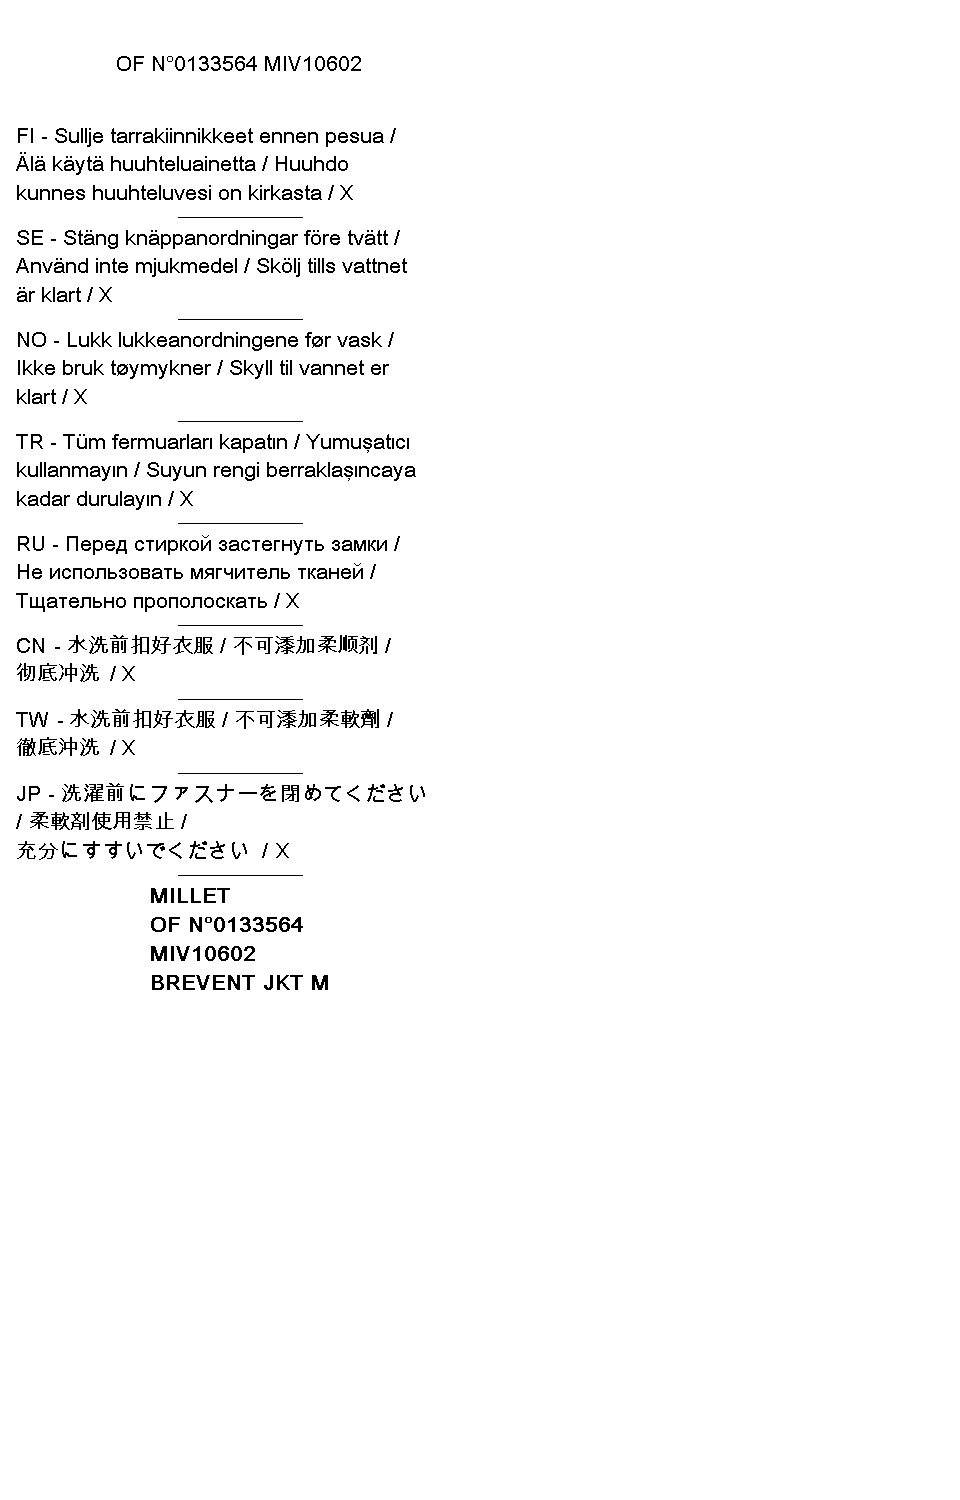 OF N°0133564 MIV10602
FI - Sullje tarrakiinnikkeet ennen pesua /
Älä käytä huuhteluainetta / Huuhdo
kunnes huuhteluvesi on kirkasta / X
SE - Stäng knäppanordningar före tvätt /
Använd inte mjukmedel / Skölj tills vattnet
är klart / X
NO - Lukk lukkeanordningene før vask /
Ikke bruk tøymykner / Skyll til vannet er
klart / X
TR - Tüm fermuarları kapatın / Yumuşatıcı
kullanmayın / Suyun rengi berraklaşıncaya
kadar durulayın / X
RU - Перед стиркой застегнуть замки /
Не использовать мягчитель тканей /
Тщательно прополоскать / X
CN - 水洗前扣好衣服 / 不可添加柔顺剂 /
彻底冲洗 / X
TW - 水洗前扣好衣服 / 不可添加柔軟劑 /
徹底沖洗 / X
JP - 洗濯前にファスナーを閉めてください
/ 柔軟剤使用禁止 /
充分にすすいでください / X
MILLET
OF N°0133564
MIV10602
BREVENT JKT M